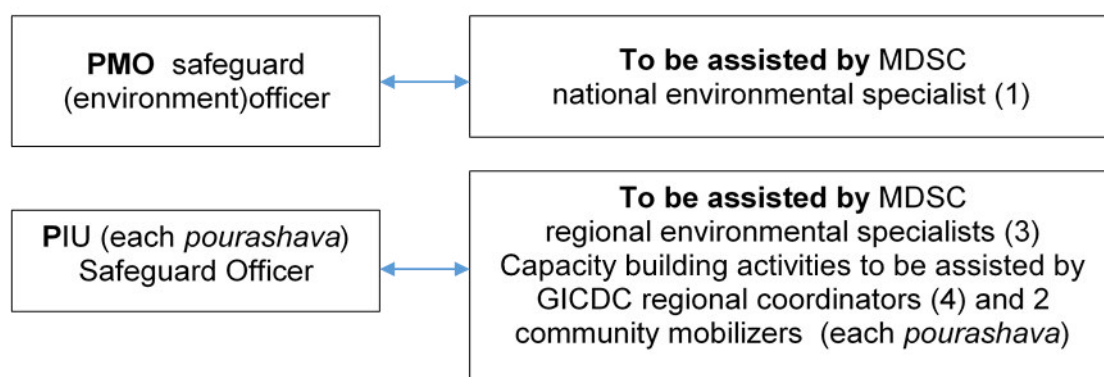 PMO safeguard
(environment)officer
To be assisted by MDSC
national environmental specialist (1)
PIU (each pourashava)
Safeguard Officer
To be assisted by MDSC
regional environmental specialists (3)
Capacity building activities to be assisted by
GICDC regional coordinators (4) and 2
community mobilizers (each pourashava)